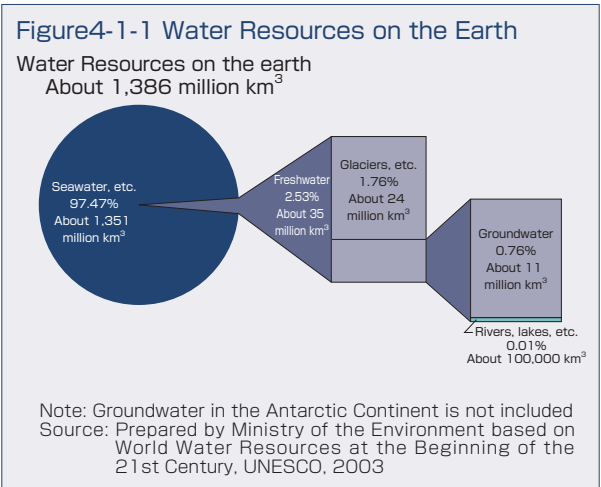 Figure4-1-1 Water Resources on the Earth
Water Resources on the earth
About 1,386 million km³
Seawater, etc.
97.47%
About 1,351
million km³
Freshwater
2.53%
About 35
million km³
Glaciers, etc.
1.76%
About 24
million km³
Groundwater
0.76%
About 11
million km³
Rivers, lakes, etc.
0.01%
About 100,000 km³
Note: Groundwater in the Antarctic Continent is not included
Source: Prepared by Ministry of the Environment based on
World Water Resources at the Beginning of the
21st Century, UNESCO, 2003